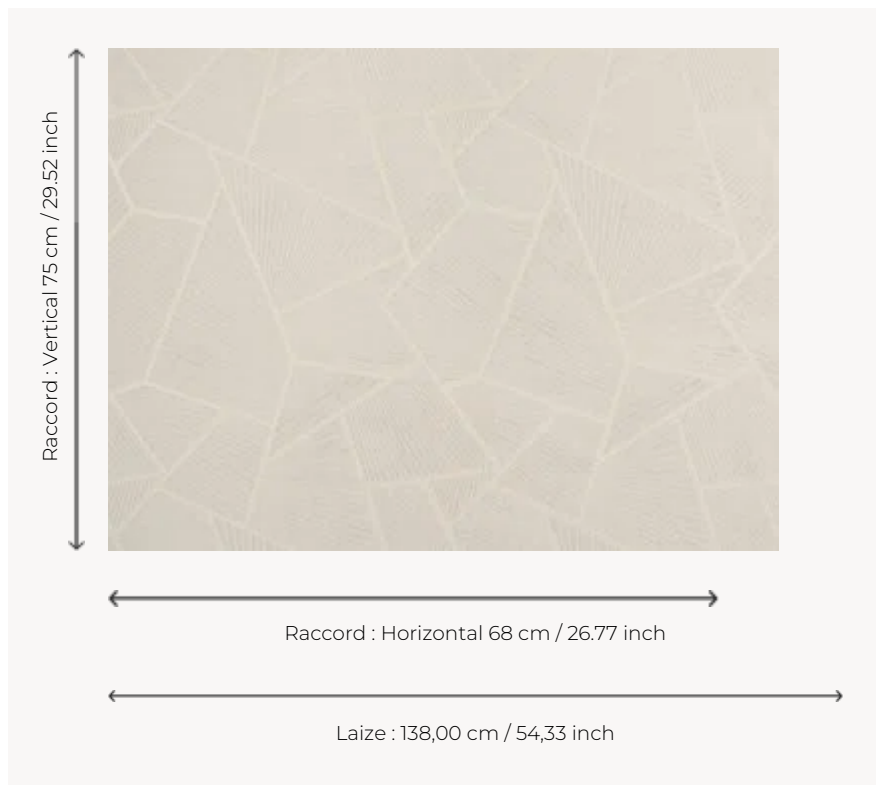 Raccord : Vertical 75 cm / 29.52 inch
Raccord : Horizontal 68 cm / 26.77 inch
Laize : 138,00 cm / 54,33 inch